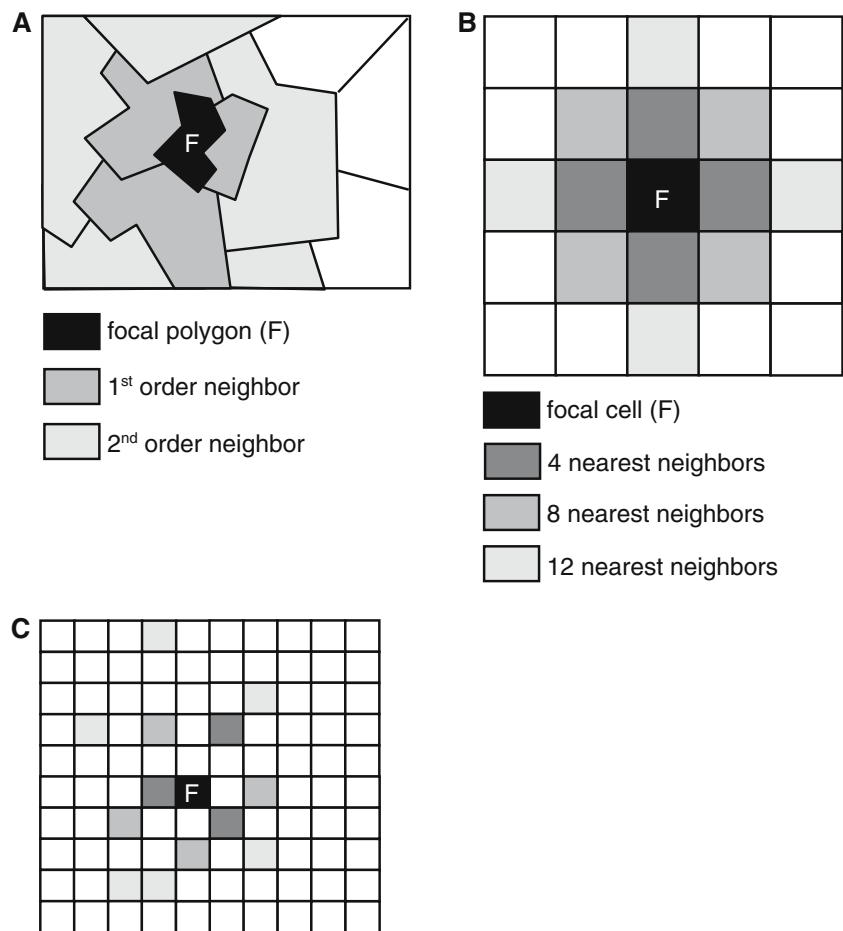 A
F
focal polygon (F)
1st order neighbor
2nd order neighbor
B
F
focal cell (F)
4 nearest neighbors
8 nearest neighbors
12 nearest neighbors
C
F